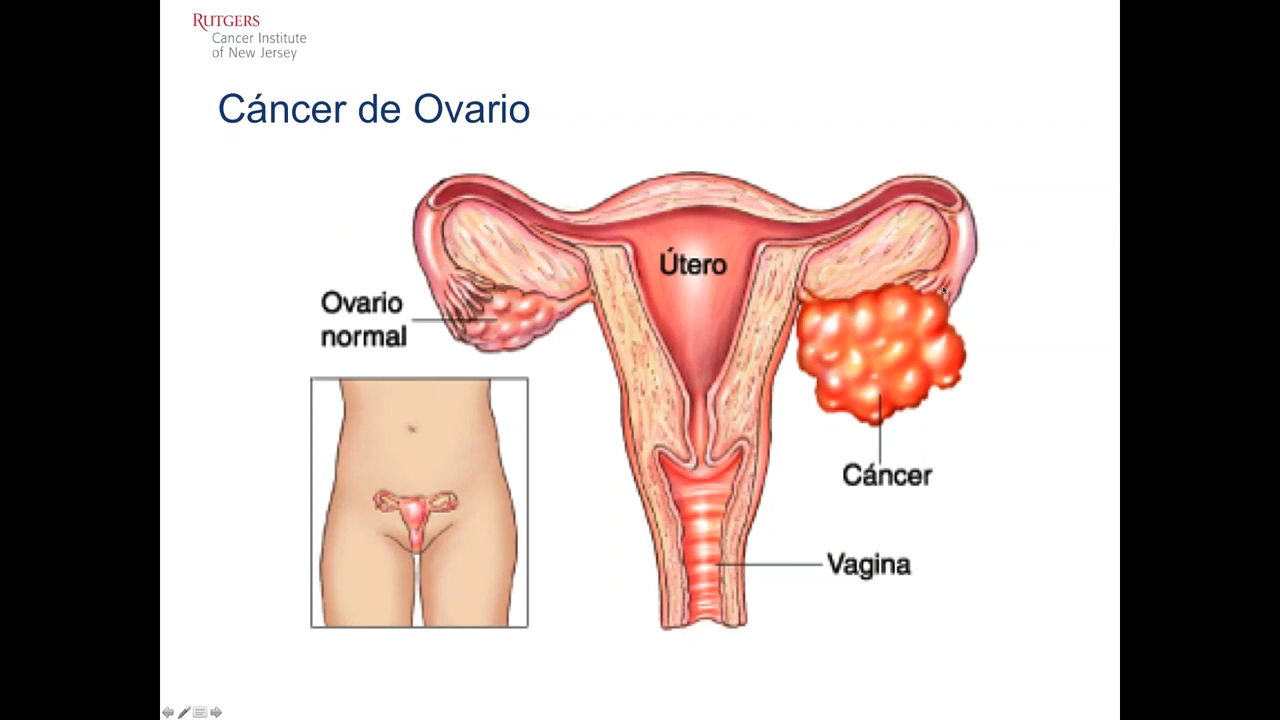 RUTGERS
Cancer Institute
of New Jersey
Cáncer de Ovario
Útero
Ovario
normal
Cáncer
Vagina